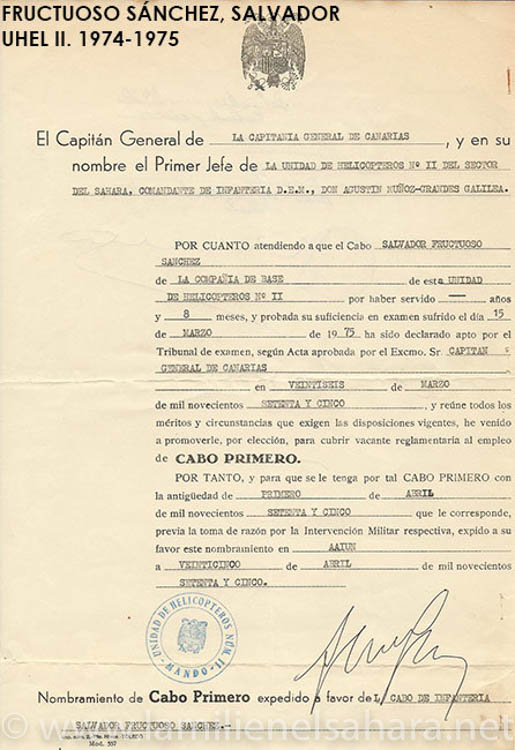 FRUCTUOSO SÁNCHEZ, SALVADOR
UHEL II. 1974-1975
El Capitán General de LA CAPITANIA GENERAL DE CANARIAS, y en su
nombre el Primer Jefe de LA UNIDAD DE HELICOPTEROS Nº II DEL SECTOR
DEL SAHARA, COMANDANTE DE INFANTERIA D.E.M., DON AGUSTIN MUÑOZ-GRANDES GALILEA.
POR CUANTO atendiendo a que el Cabo SALVADOR FRUCTUOSO
SANCHEZ
de LA COMPAÑIA DE BASE de esta UNIDAD
DE HELICOPTEROS Nº II por haber servido — años
y 8 meses, y probada su suficiencia en examen sufrido el día 15
de MARZO de 1975 ha sido declarado apto por el
Tribunal de examen, según Acta aprobada por el Excmo. Sr. CAPITAN
GENERAL DE CANARIAS
en VEINTISEIS de MARZO
de mil novecientos SETENTA Y CINCO, y reúne todos los
méritos y circunstancias que exigen las disposiciones vigentes, he venido
a promoverle, por elección, para cubrir vacante reglamentaria al empleo
de CABO PRIMERO.
POR TANTO, y para que se le tenga por tal CABO PRIMERO con
la antigüedad de PRIMERO de ABRIL
de mil novecientos SETENTA Y CINCO que le corresponde,
previa la toma de razón por la Intervención Militar respectiva, expido a su
favor este nombramiento en AAIUN
a VEINTICINCO de ABRIL de mil novecientos
SETENTA Y CINCO.
UNIDAD DE HELICOPTEROS NÚM. II
MANDO
Nombramiento de Cabo Primero expedido a favor de L CABO DE INFANTERIA
SALVADOR FRUCTUOSO SANCHEZ.-
Mod. 557
© www.lamilienelsahara.net